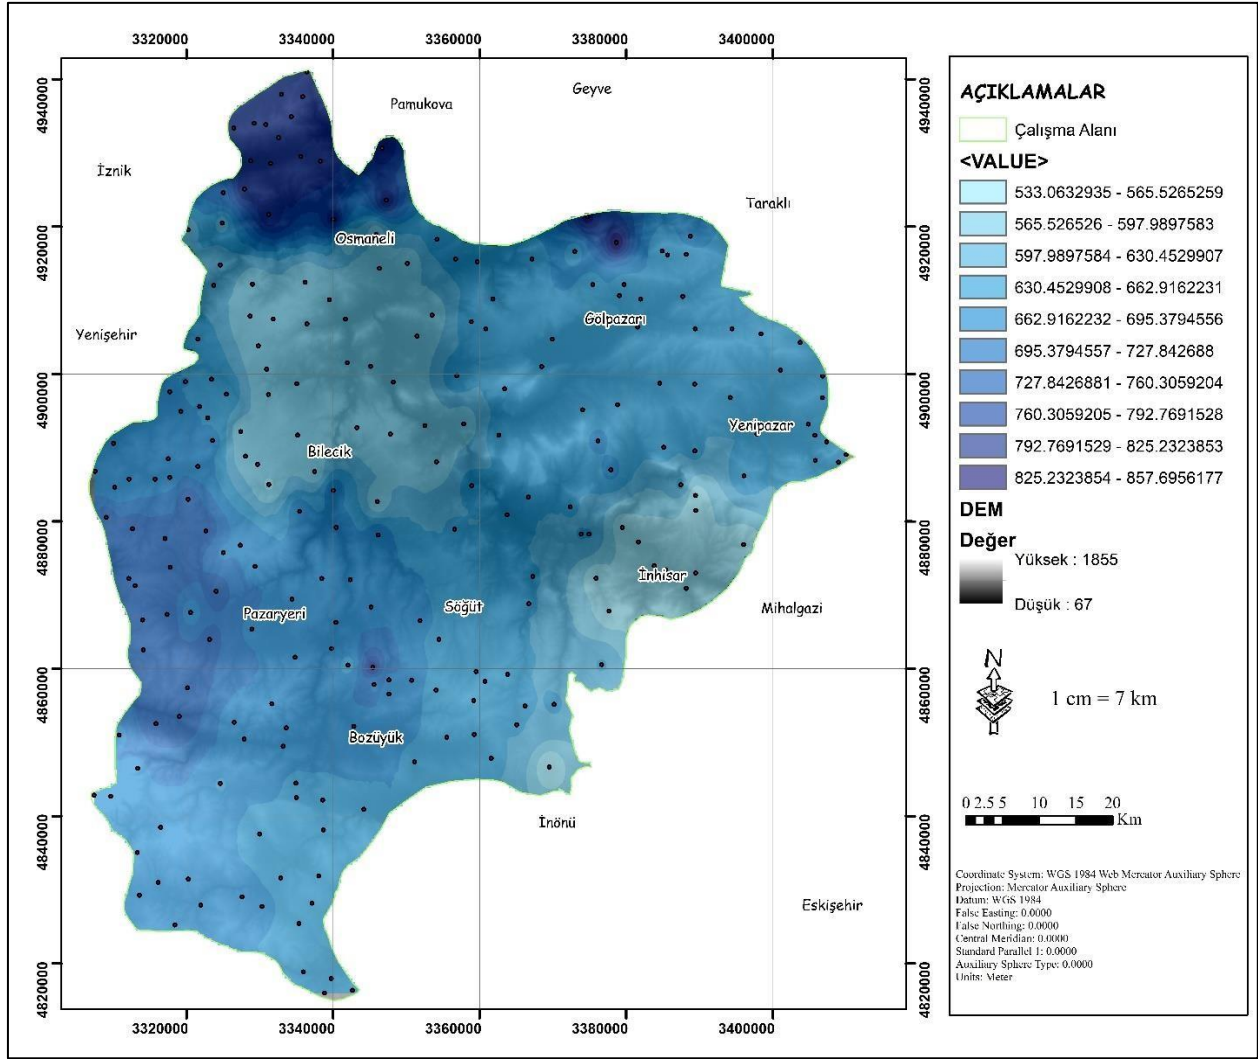 3320000 3340000 3360000 3380000 3400000
4940000 4940000
Geyve
Pamukova
İznik
Taraklı
4920000 4920000
Osmaneli
Gölpazarı
Yenişehir
4900000 4900000
Yenipazar
Bilecik
4880000 4880000
İnhisar
Söğüt
Pazaryeri
Mihalgazi
4860000 4860000
Bozüyük
İnönü
4840000 4840000
Eskişehir
4820000 4820000
3320000 3340000 3360000 3380000 3400000
AÇIKLAMALAR
Çalışma Alanı
<VALUE>
533.0632935 - 565.5265259
565.526526 - 597.9897583
597.9897584 - 630.4529907
630.4529908 - 662.9162231
662.9162232 - 695.3794556
695.3794557 - 727.842688
727.8426881 - 760.3059204
760.3059205 - 792.7691528
792.7691529 - 825.2323853
825.2323854 - 857.6956177
DEM
Değer
Yüksek : 1855
Düşük : 67
N
1 cm = 7 km
0 2.5 5 10 15 20
Km
Coordinate System: WGS 1984 Web Mercator Auxiliary Sphere
Projection: Mercator Auxiliary Sphere
Datum: WGS 1984
False Easting: 0.0000
False Northing: 0.0000
Central Meridian: 0.0000
Standard Parallel 1: 0.0000
Auxiliary Sphere Type: 0.0000
Units: Meter